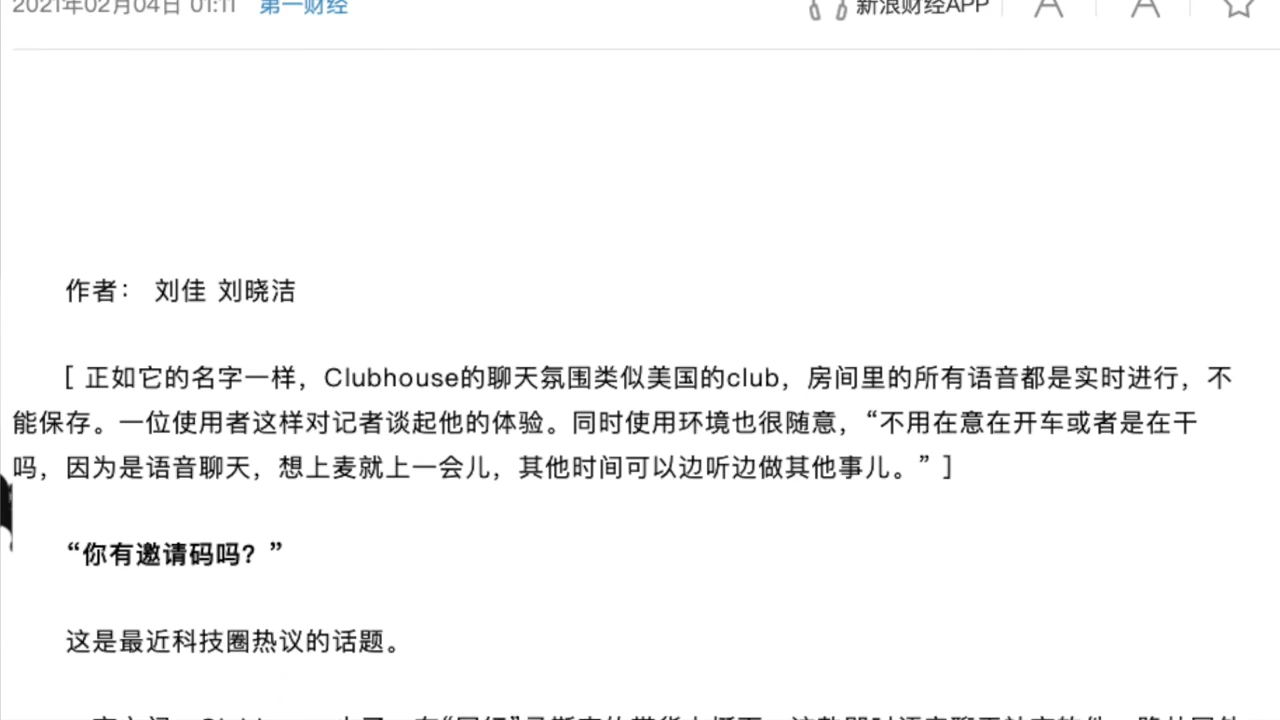 2021年02月04日 01:11 第一财经 新浪财经APP A A
作者： 刘佳 刘晓洁
[ 正如它的名字一样，Clubhouse的聊天氛围类似美国的club，房间里的所有语音都是实时进行，不
能保存。一位使用者这样对记者谈起他的体验。同时使用环境也很随意，“不用在意在开车或者是在干
吗，因为是语音聊天，想上麦就上一会儿，其他时间可以边听边做其他事儿。” ]
“你有邀请码吗？”
这是最近科技圈热议的话题。